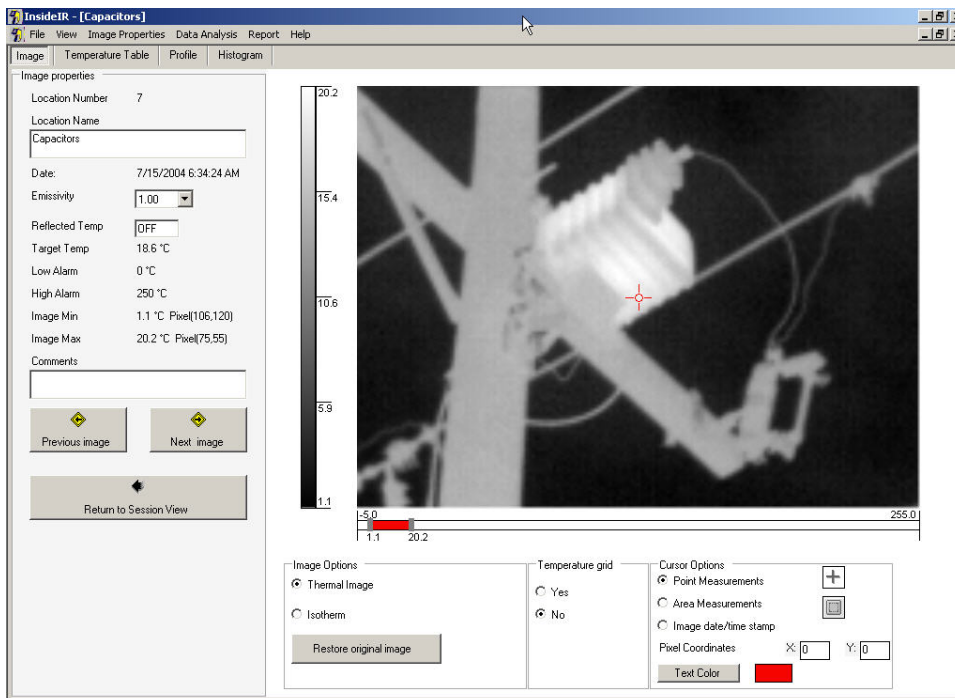 InsideIR - [Capacitors]
File View Image Properties Data Analysis Report Help
Image Temperature Table Profile Histogram
Image properties
Location Number 7
Location Name
Capacitors
Date: 7/15/2004 6:34:24 AM
Emissivity 1.00
Reflected Temp OFF
Target Temp 18.6 °C
Low Alarm 0 °C
High Alarm 250 °C
Image Min 1.1 °C Pixel(106,120)
Image Max 20.2 °C Pixel(75,55)
Comments
Previous image Next image
Return to Session View
20.2
15.4
10.6
5.9
1.1
-5.0 255.0
1.1 20.2
Image Options
Thermal Image
Isotherm
Restore original image
Temperature grid
Yes
No
Cursor Options
Point Measurements
Area Measurements
Image date/time stamp
Pixel Coordinates X: 0 Y: 0
Text Color